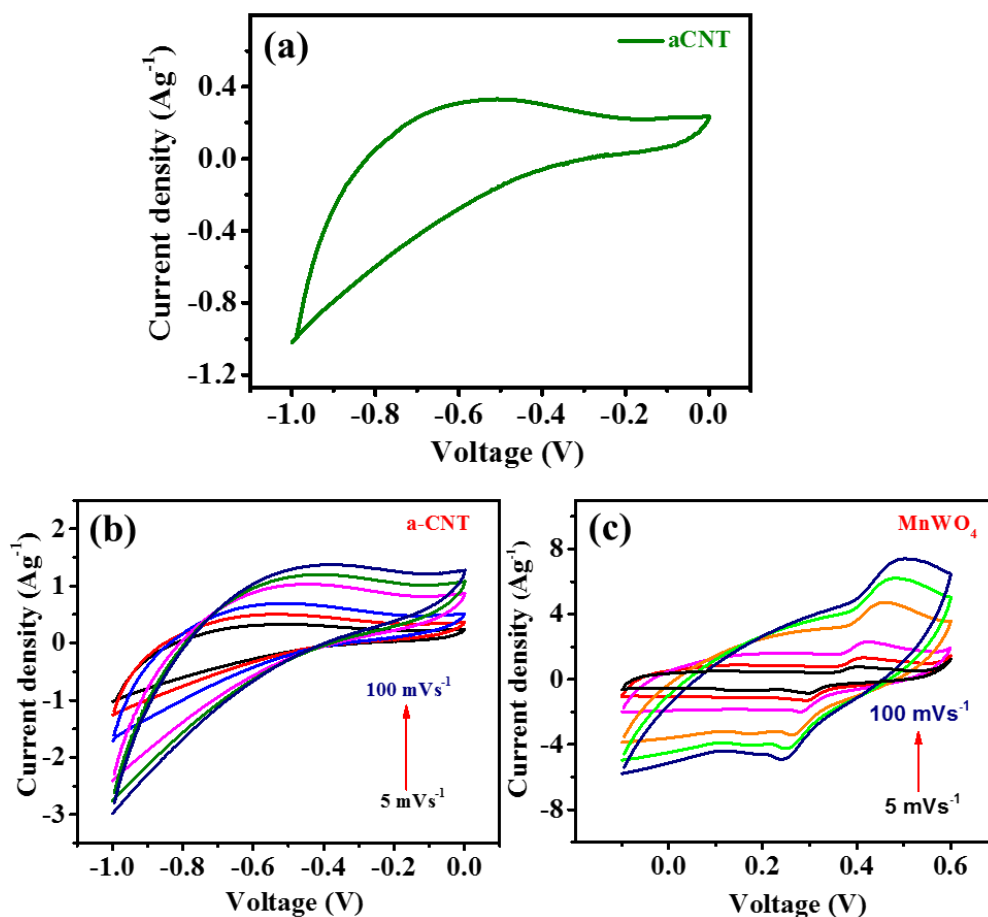 (a)
aCNT
Current density (Ag⁻¹)
0.4
0.0
-0.4
-0.8
-1.2
-1.0 -0.8 -0.6 -0.4 -0.2 0.0
Voltage (V)
(b)
a-CNT
Current density (Ag⁻¹)
2
1
0
-1
-2
-3
100 mVs⁻¹
5 mVs⁻¹
-1.0 -0.8 -0.6 -0.4 -0.2 0.0
Voltage (V)
(c)
MnWO₄
Current density (Ag⁻¹)
8
4
0
-4
-8
100 mVs⁻¹
5 mVs⁻¹
0.0 0.2 0.4 0.6
Voltage (V)